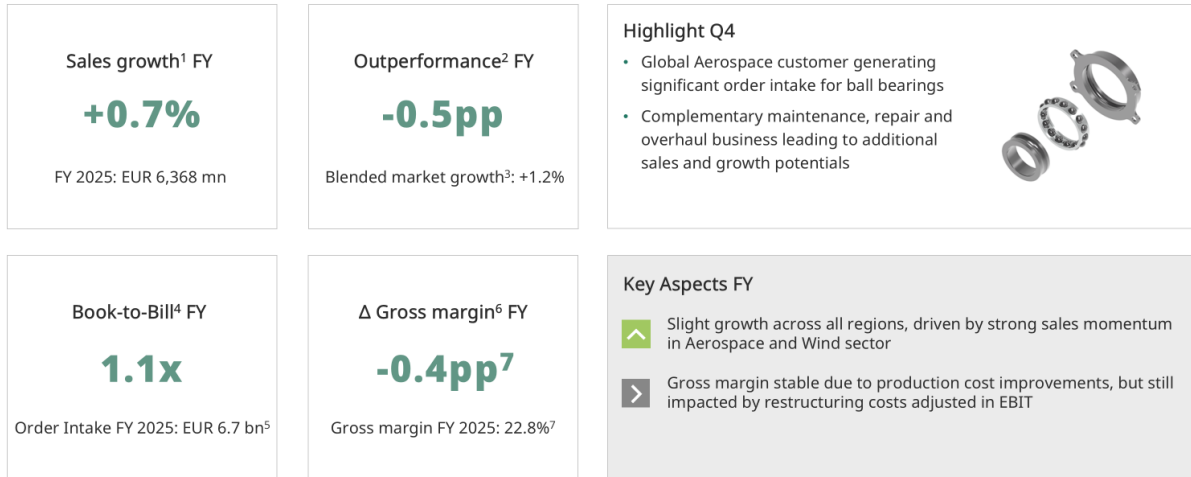 Sales growth¹ FY
+0.7%
FY 2025: EUR 6,368 mn
Outperformance² FY
-0.5pp
Blended market growth³: +1.2%
Highlight Q4
• Global Aerospace customer generating
significant order intake for ball bearings
• Complementary maintenance, repair and
overhaul business leading to additional
sales and growth potentials
Book-to-Bill⁴ FY
1.1x
Order Intake FY 2025: EUR 6.7 bn⁵
Δ Gross margin⁶ FY
-0.4pp⁷
Gross margin FY 2025: 22.8%⁷
Key Aspects FY
Slight growth across all regions, driven by strong sales momentum
in Aerospace and Wind sector
Gross margin stable due to production cost improvements, but still
impacted by restructuring costs adjusted in EBIT